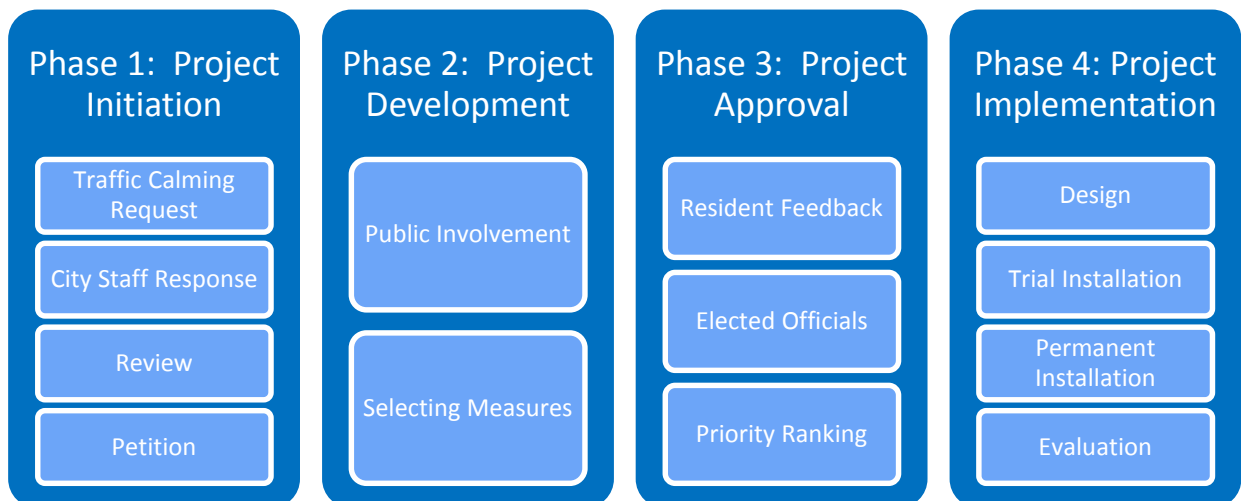 Phase 1:  Project
Initiation
Traffic Calming
Request
City Staff Response
Review
Petition
Phase 2:  Project
Development
Public Involvement
Selecting Measures
Phase 3:  Project
Approval
Resident Feedback
Elected Officials
Priority Ranking
Phase 4: Project
Implementation
Design
Trial Installation
Permanent
Installation
Evaluation